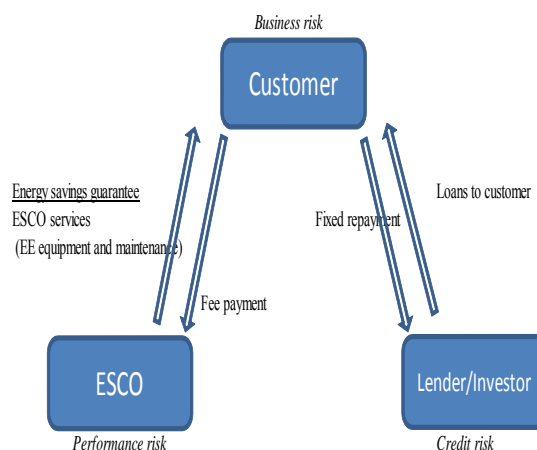 Business risk
Customer
Energy savings guarantee
ESCO services
(EE equipment and maintenance)
Loans to customer
Fixed repayment
Fee payment
ESCO
Lender/Investor
Performance risk
Credit risk